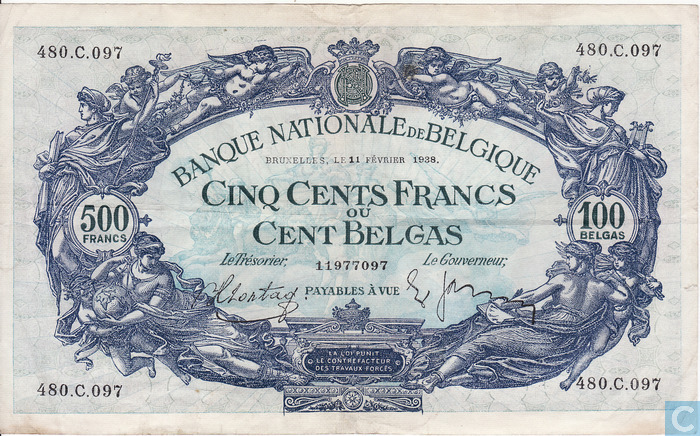 480.C.097 480.C.097
BANQUE NATIONALE DE BELGIQUE
BRUXELLES, LE 11 FÉVRIER 1938.
CINQ CENTS FRANCS
OU
CENT BELGAS
500 100
FRANCS BELGAS
Le Trésorier, 11977097 Le Gouverneur,
PAYABLES À VUE
LA LOI PUNIT
LE CONTREFACTEUR
DES TRAVAUX FORCÉS
480.C.097 480.C.097
C